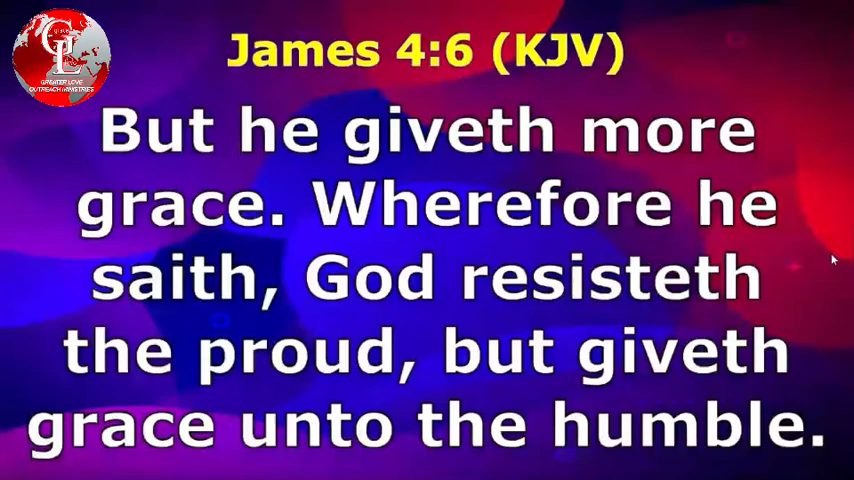 GL
GREATER LOVE
OUTREACH MINISTRIES
James 4:6 (KJV)
But he giveth more
grace. Wherefore he
saith, God resisteth
the proud, but giveth
grace unto the humble.